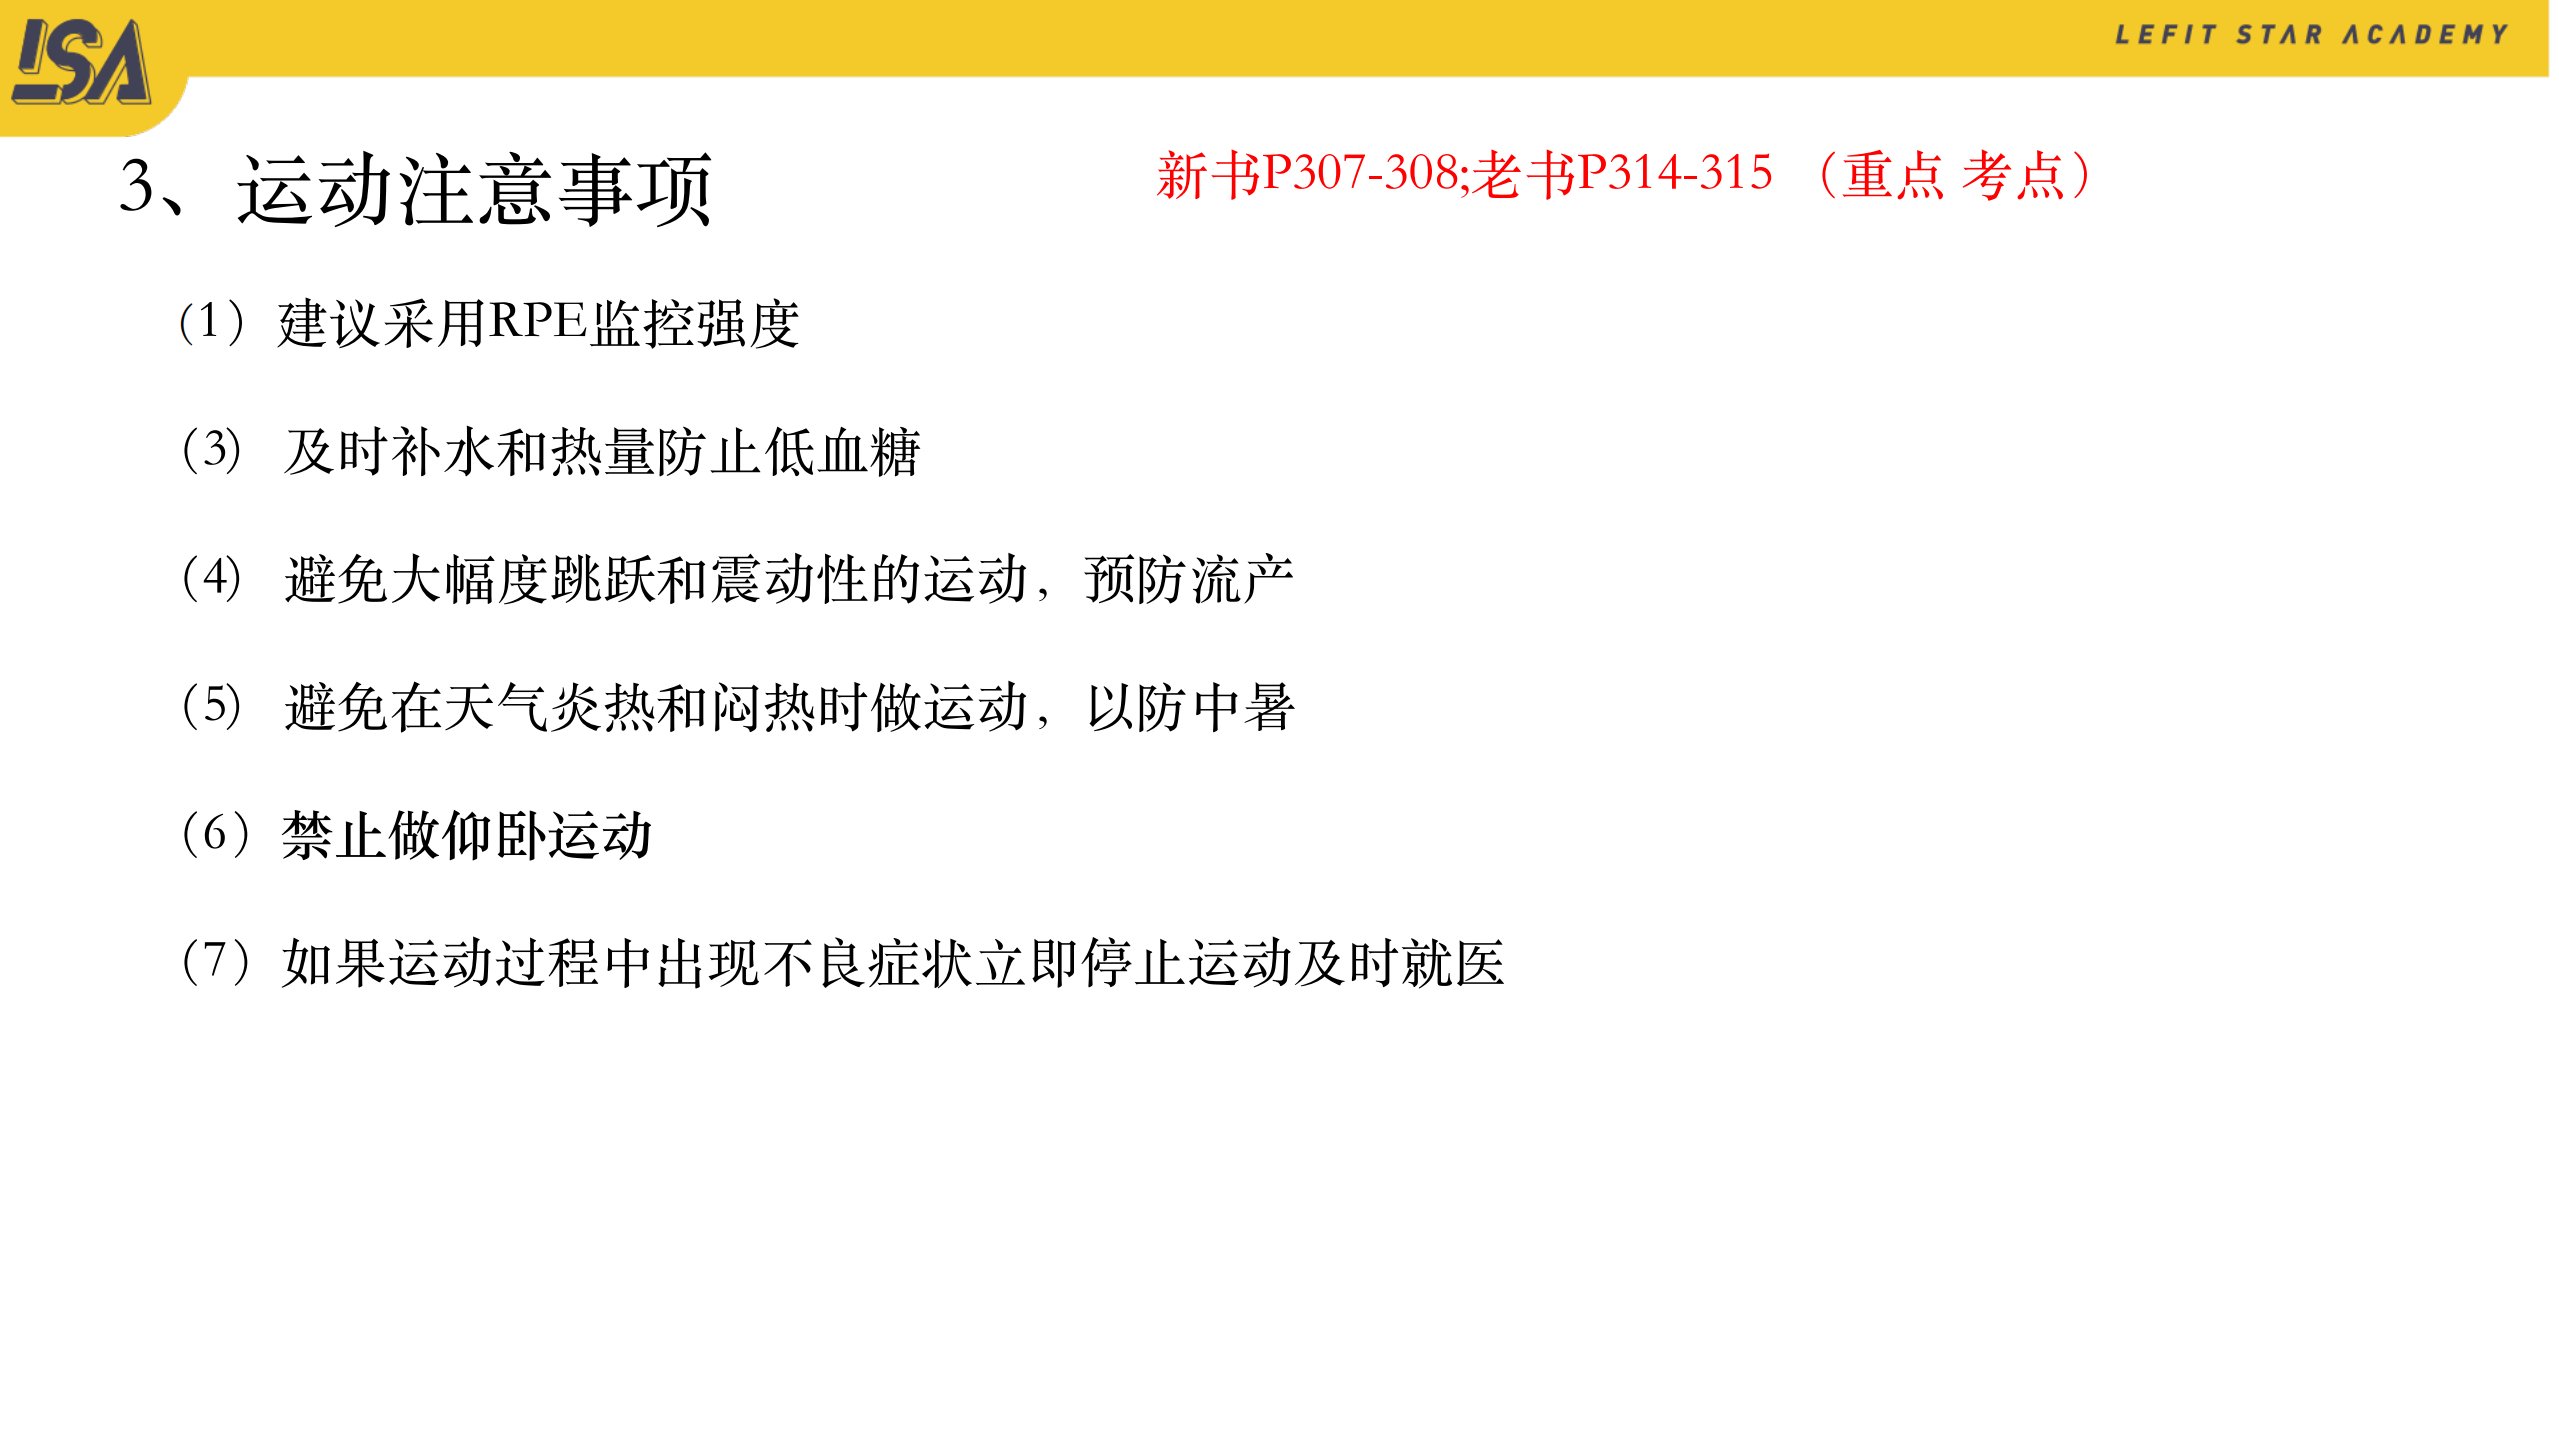 LSA
LEFIT STAR ACADEMY
3、运动注意事项
新书P307-308;老书P314-315 （重点 考点）
（1）建议采用RPE监控强度
（3） 及时补水和热量防止低血糖
（4） 避免大幅度跳跃和震动性的运动，预防流产
（5） 避免在天气炎热和闷热时做运动，以防中暑
（6）禁止做仰卧运动
（7）如果运动过程中出现不良症状立即停止运动及时就医